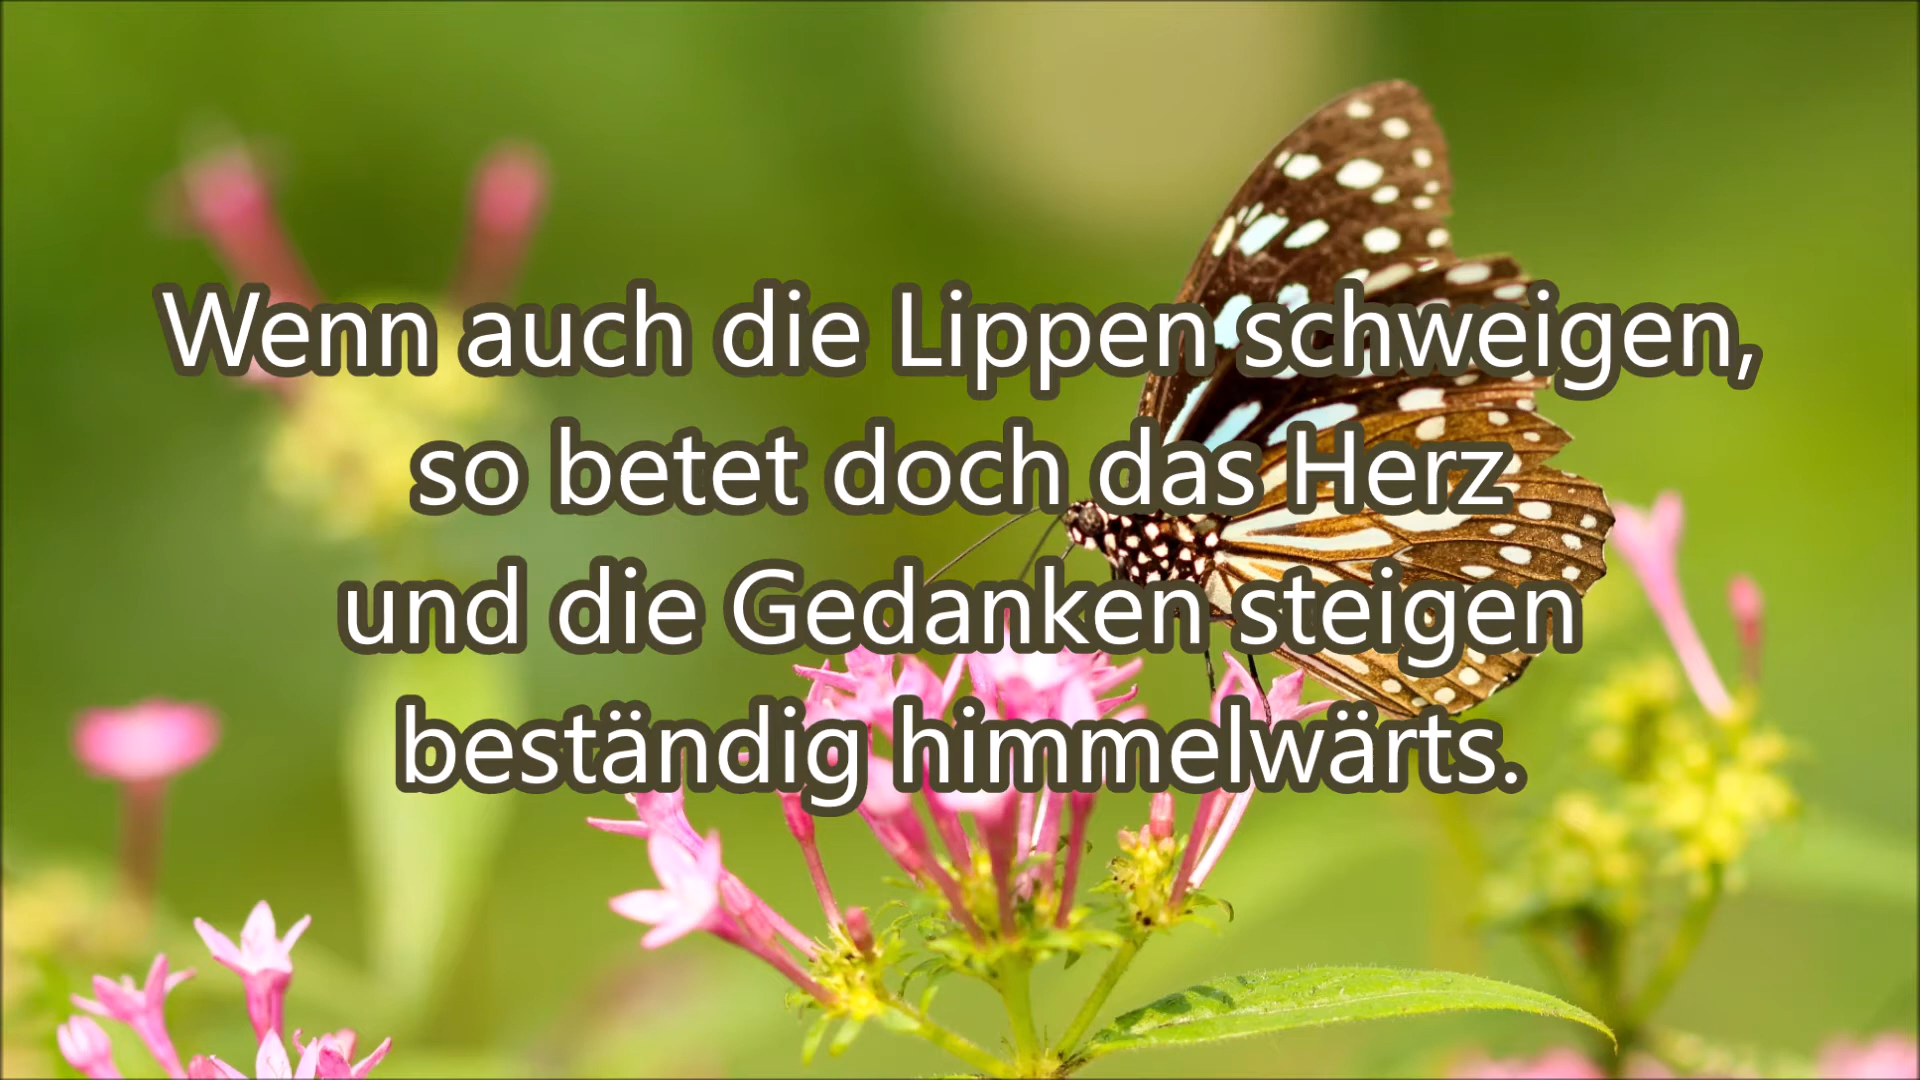 Wenn auch die Lippen schweigen,
so betet doch das Herz
und die Gedanken steigen
beständig himmelwärts.